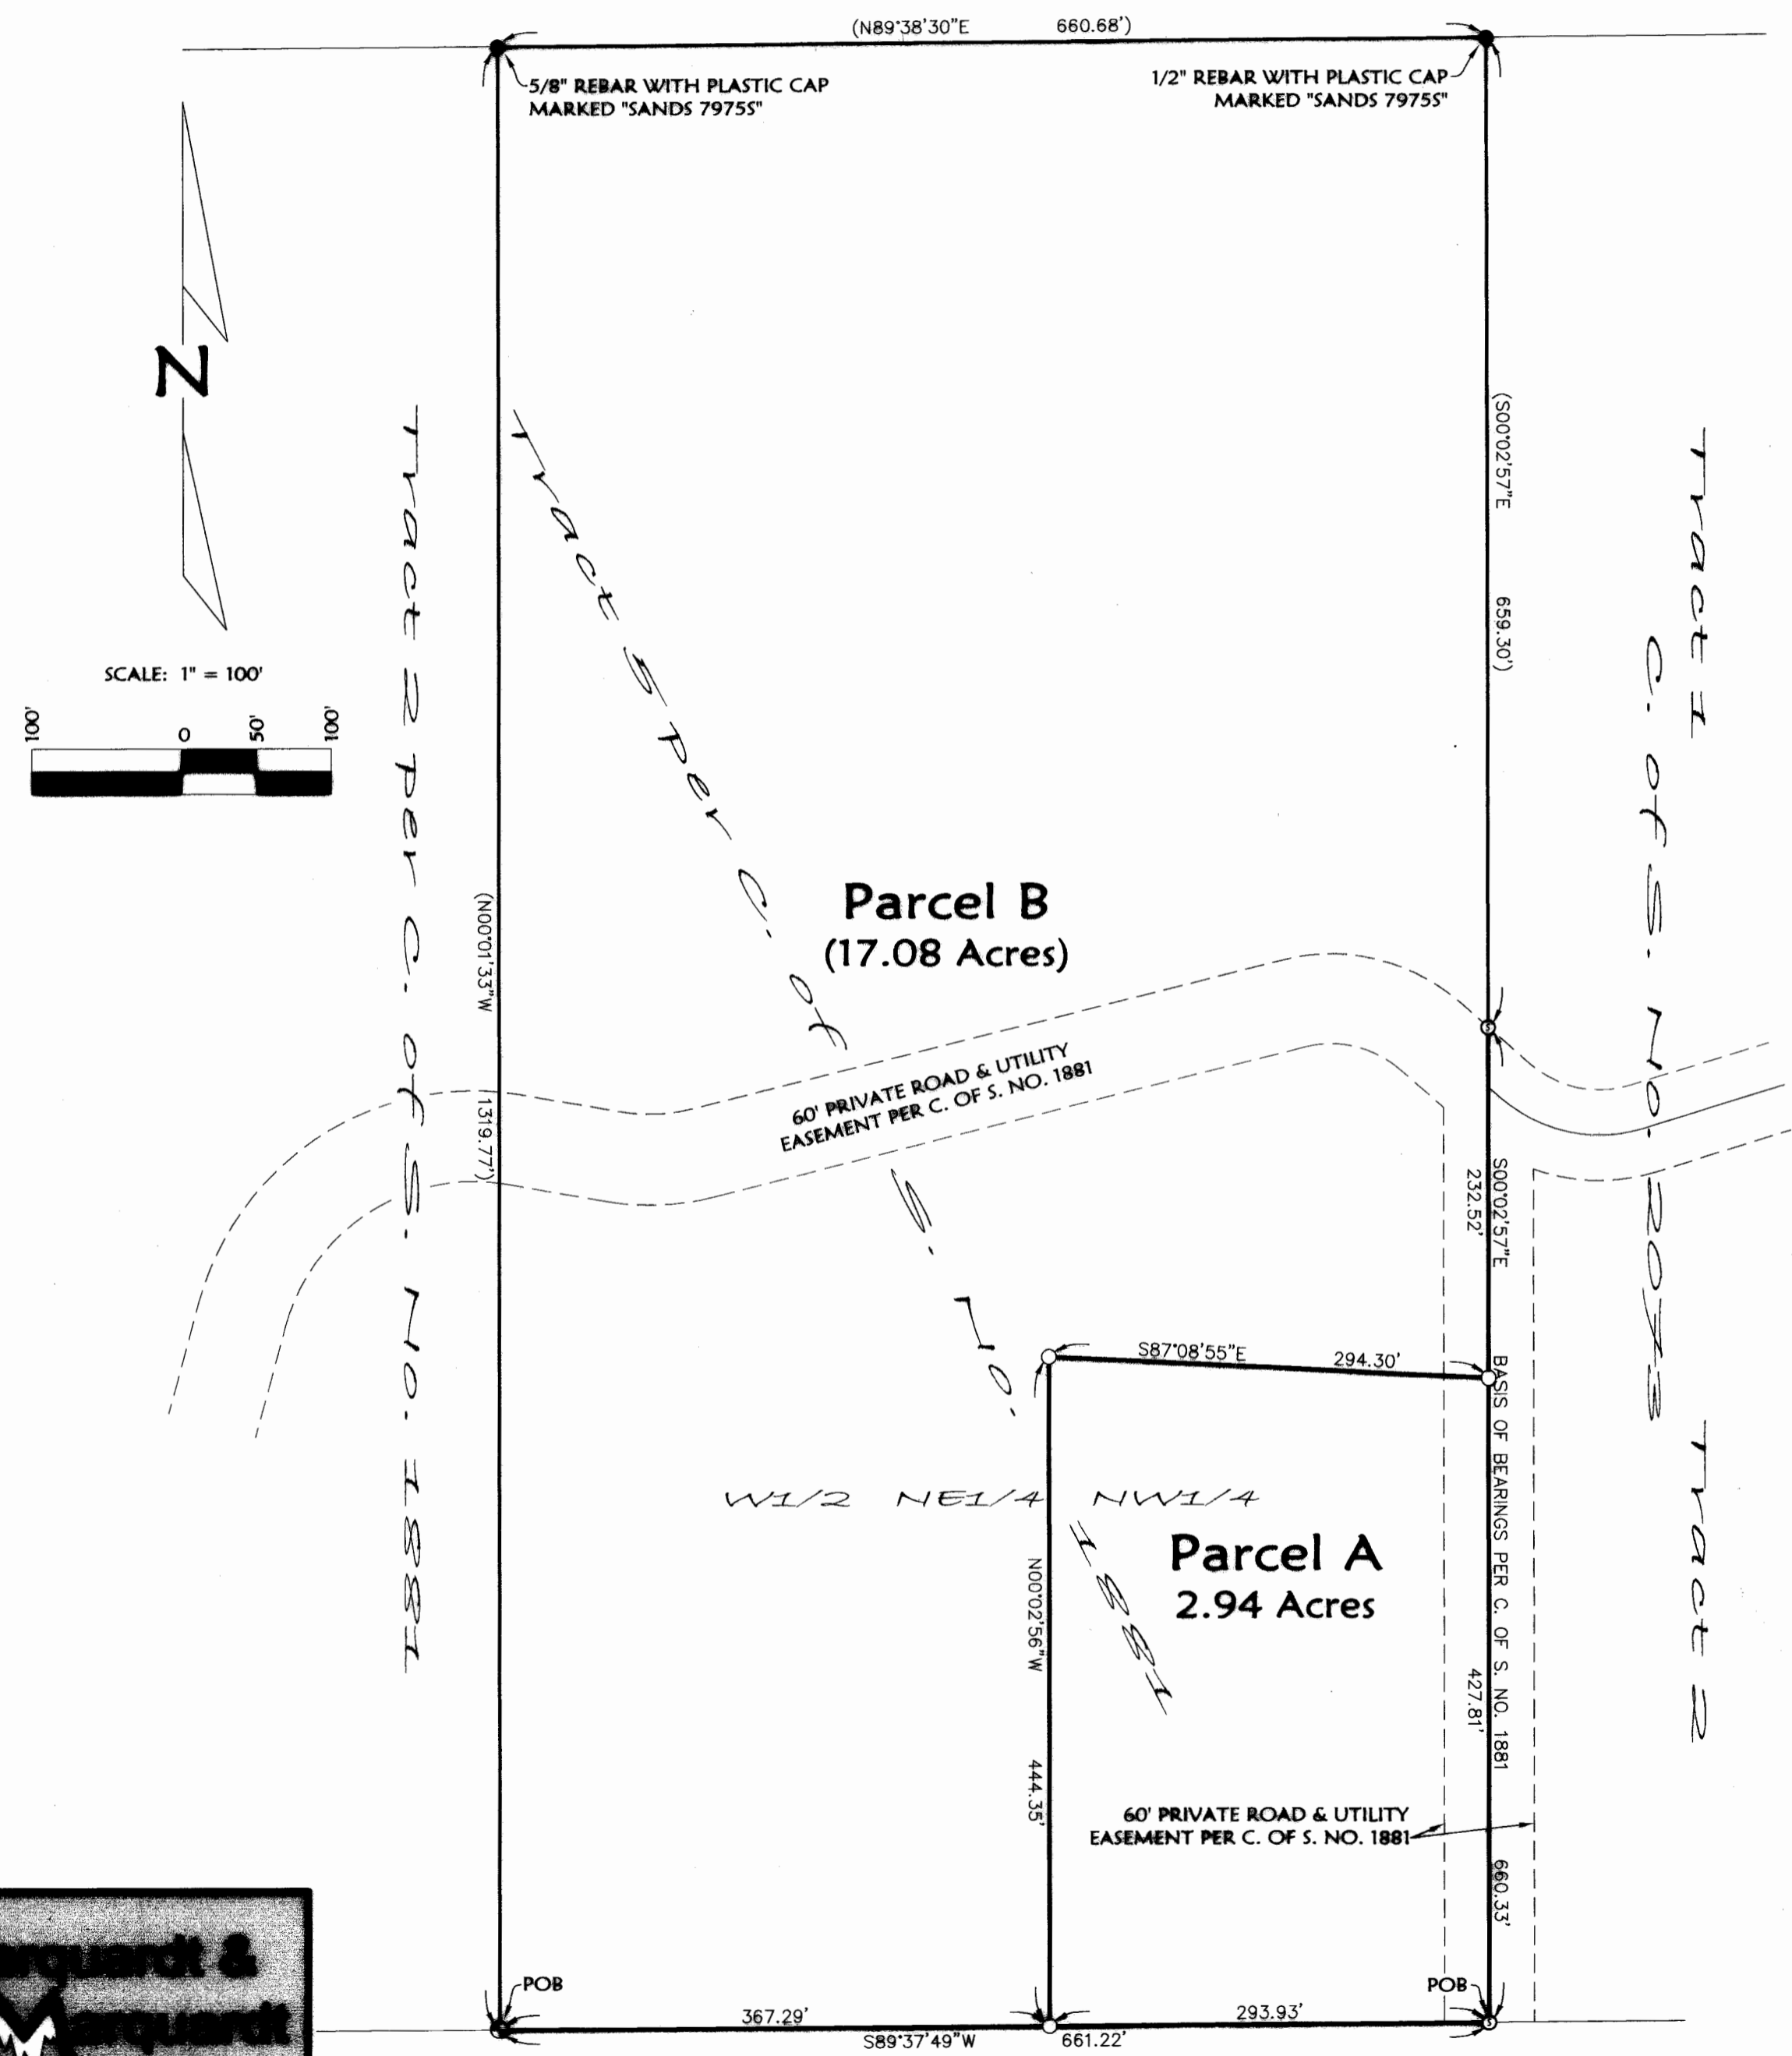 (N89°38'30"E 660.68')
5/8" REBAR WITH PLASTIC CAP
MARKED "SANDS 7975S"
1/2" REBAR WITH PLASTIC CAP
MARKED "SANDS 7975S"
N
SCALE: 1" = 100'
100' 0 50' 100'
Tract 2 per C. of S. No. 1881
(N00°01'33"W 1319.77')
Tract 5 per C. of S. No. 1881
(S00°02'57"E 659.30')
Tract 1
C. of S. No. 2073
Tract 2
Parcel B
(17.08 Acres)
60' PRIVATE ROAD & UTILITY
EASEMENT PER C. OF S. NO. 1881
S00°02'57"E
232.52'
BASIS OF BEARINGS PER C. OF S. NO. 1881
660.33'
S87°08'55"E 294.30'
W1/2 NE1/4 NW1/4
Parcel A
2.94 Acres
N00°02'56"W 444.35'
427.81'
60' PRIVATE ROAD & UTILITY
EASEMENT PER C. OF S. NO. 1881
POB
POB
367.29'
293.93'
S89°37'49"W 661.22'
S
S
arquardt &
Marquardt